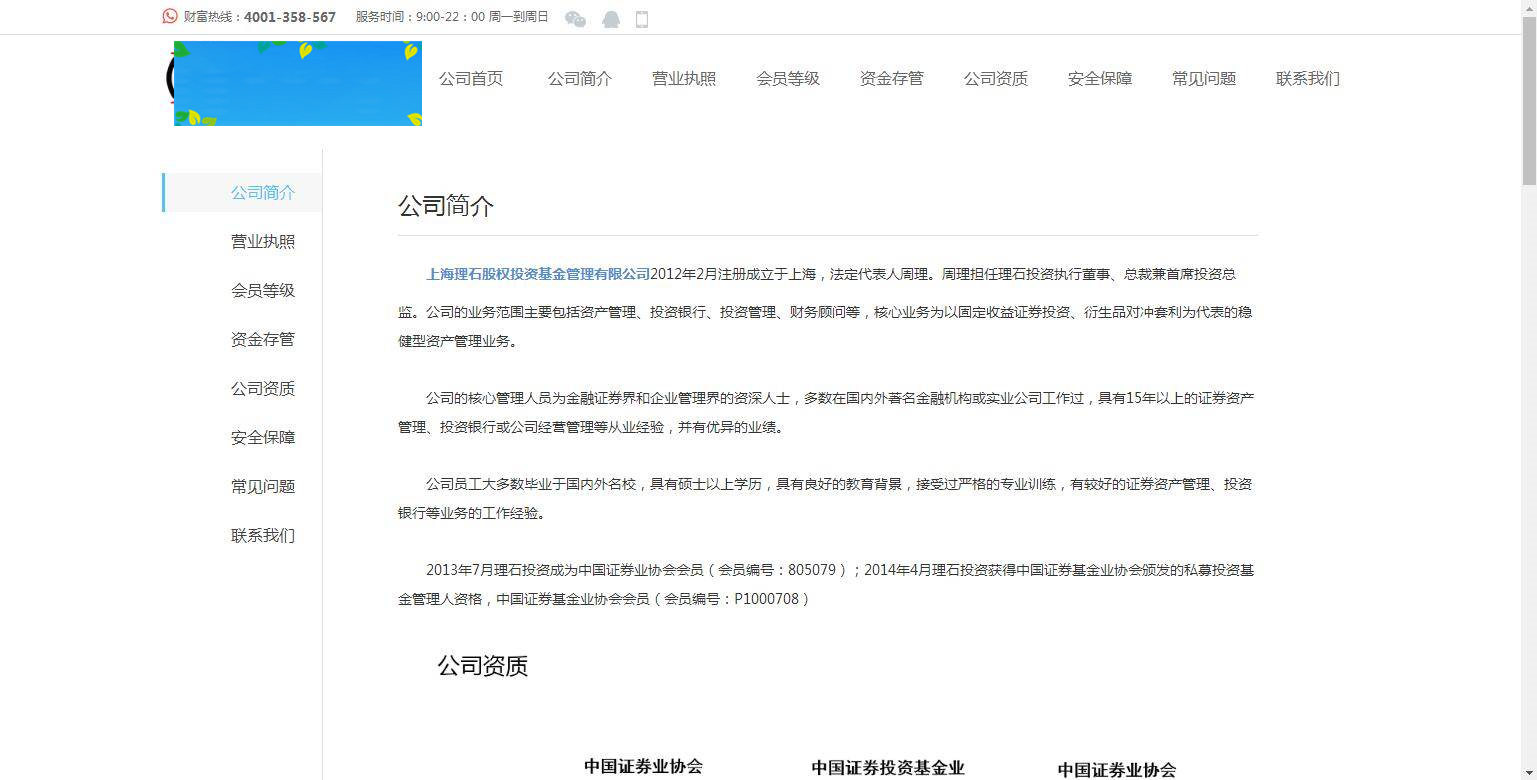 财富热线：4001-358-567 服务时间：9:00-22：00 周一到周日
公司首页 公司简介 营业执照 会员等级 资金存管 公司资质 安全保障 常见问题 联系我们
公司简介
营业执照
会员等级
资金存管
公司资质
安全保障
常见问题
联系我们
公司简介
上海理石股权投资基金管理有限公司2012年2月注册成立于上海，法定代表人周理。周理担任理石投资执行董事、总裁兼首席投资总
监。公司的业务范围主要包括资产管理、投资银行、投资管理、财务顾问等，核心业务为以固定收益证券投资、衍生品对冲套利为代表的稳
健型资产管理业务。
公司的核心管理人员为金融证券界和企业管理界的资深人士，多数在国内外著名金融机构或实业公司工作过，具有15年以上的证券资产
管理、投资银行或公司经营管理等从业经验，并有优异的业绩。
公司员工大多数毕业于国内外名校，具有硕士以上学历，具有良好的教育背景，接受过严格的专业训练，有较好的证券资产管理、投资
银行等业务的工作经验。
2013年7月理石投资成为中国证券业协会会员（会员编号：805079）；2014年4月理石投资获得中国证券基金业协会颁发的私募投资基
金管理人资格，中国证券基金业协会会员（会员编号：P1000708）
公司资质
中国证券业协会 中国证券投资基金业 中国证券业协会